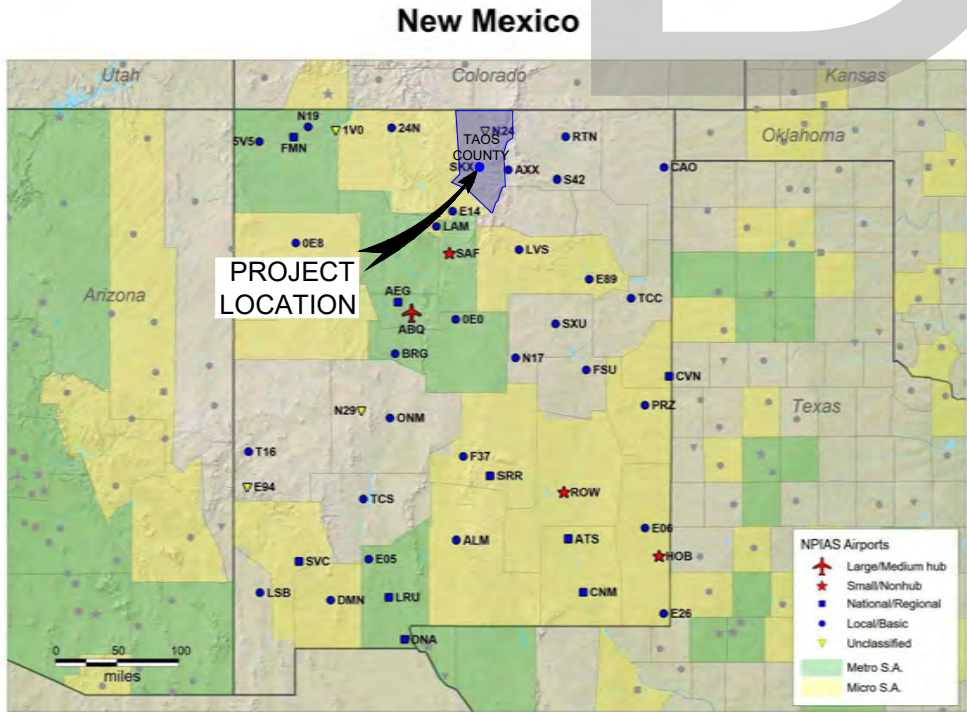 New Mexico
Utah
Colorado
Kansas
N19
1V0
24N
N24
RTN
Oklahoma
5V5
FMN
TAOS
COUNTY
SKX
AXX
S42
CAO
E14
LAM
0E8
SAF
LVS
PROJECT
LOCATION
E89
Arizona
AEG
TCC
ABQ
0E0
SXU
BRG
N17
FSU
CVN
N29
ONM
PRZ
Texas
T16
F37
SRR
E94
TCS
ROW
E06
ALM
ATS
HOB
SVC
E05
LSB
DMN
LRU
CNM
E26
DNA
0 50 100
miles
NPIAS Airports
Large/Medium hub
Small/Nonhub
National/Regional
Local/Basic
Unclassified
Metro S.A.
Micro S.A.